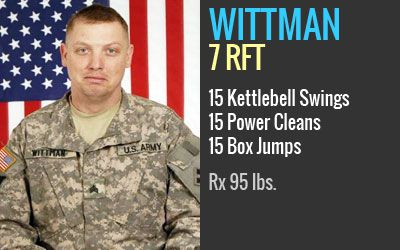 WITTMAN
7 RFT
15 Kettlebell Swings
15 Power Cleans
15 Box Jumps
Rx 95 lbs.
WITTMAN
U.S. ARMY